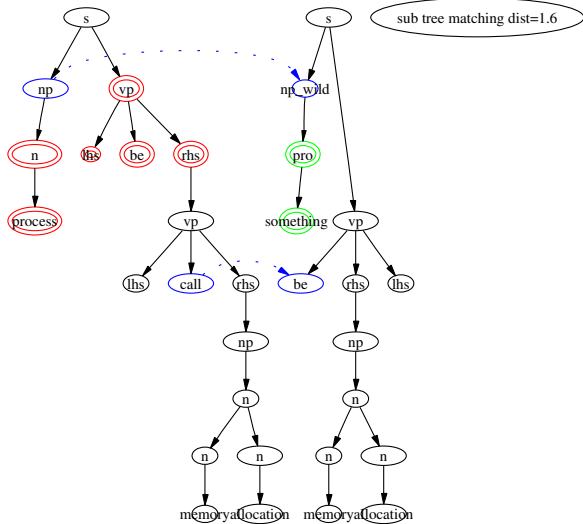 s s sub tree matching dist=1.6
np vp np_wild
n lhs be rhs pro
process vp something vp
lhs call rhs be rhs lhs
np np
n n
n n n n
memory allocation memory allocation